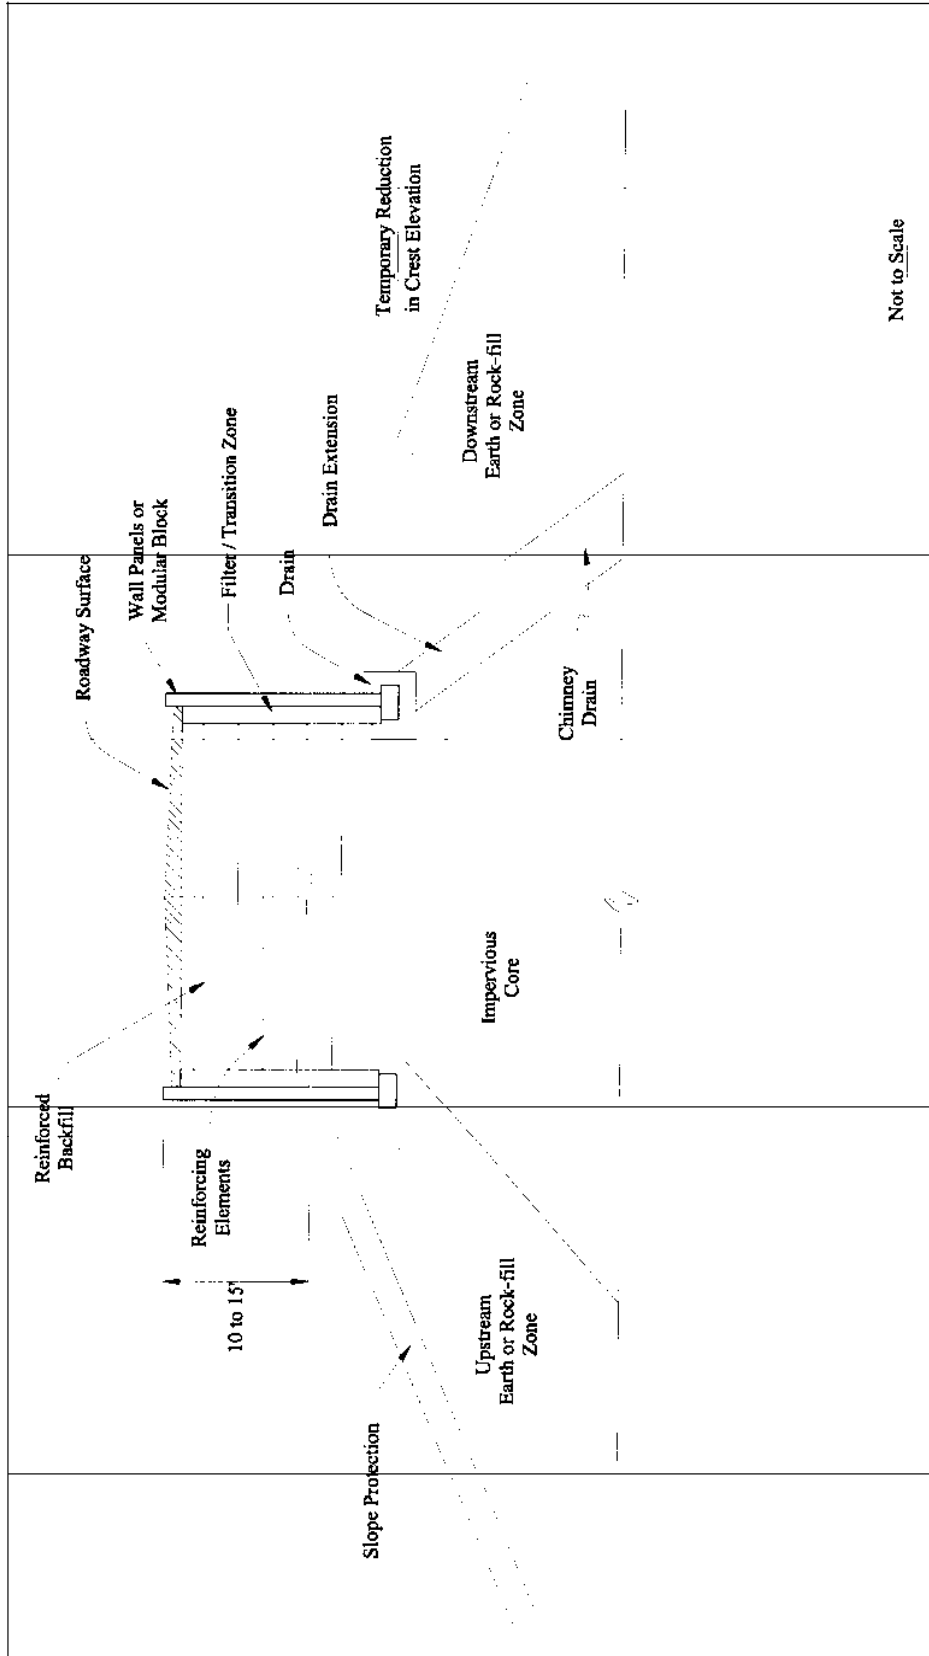 Roadway Surface
Wall Panels or
Modular Block
Filter / Transition Zone
Drain
Drain Extension
Temporary Reduction
in Crest Elevation
Reinforced
Backfill
Reinforcing
Elements
10 to 15'
Slope Protection
Upstream
Earth or Rock-fill
Zone
Impervious
Core
Chimney
Drain
Downstream
Earth or Rock-fill
Zone
Not to Scale